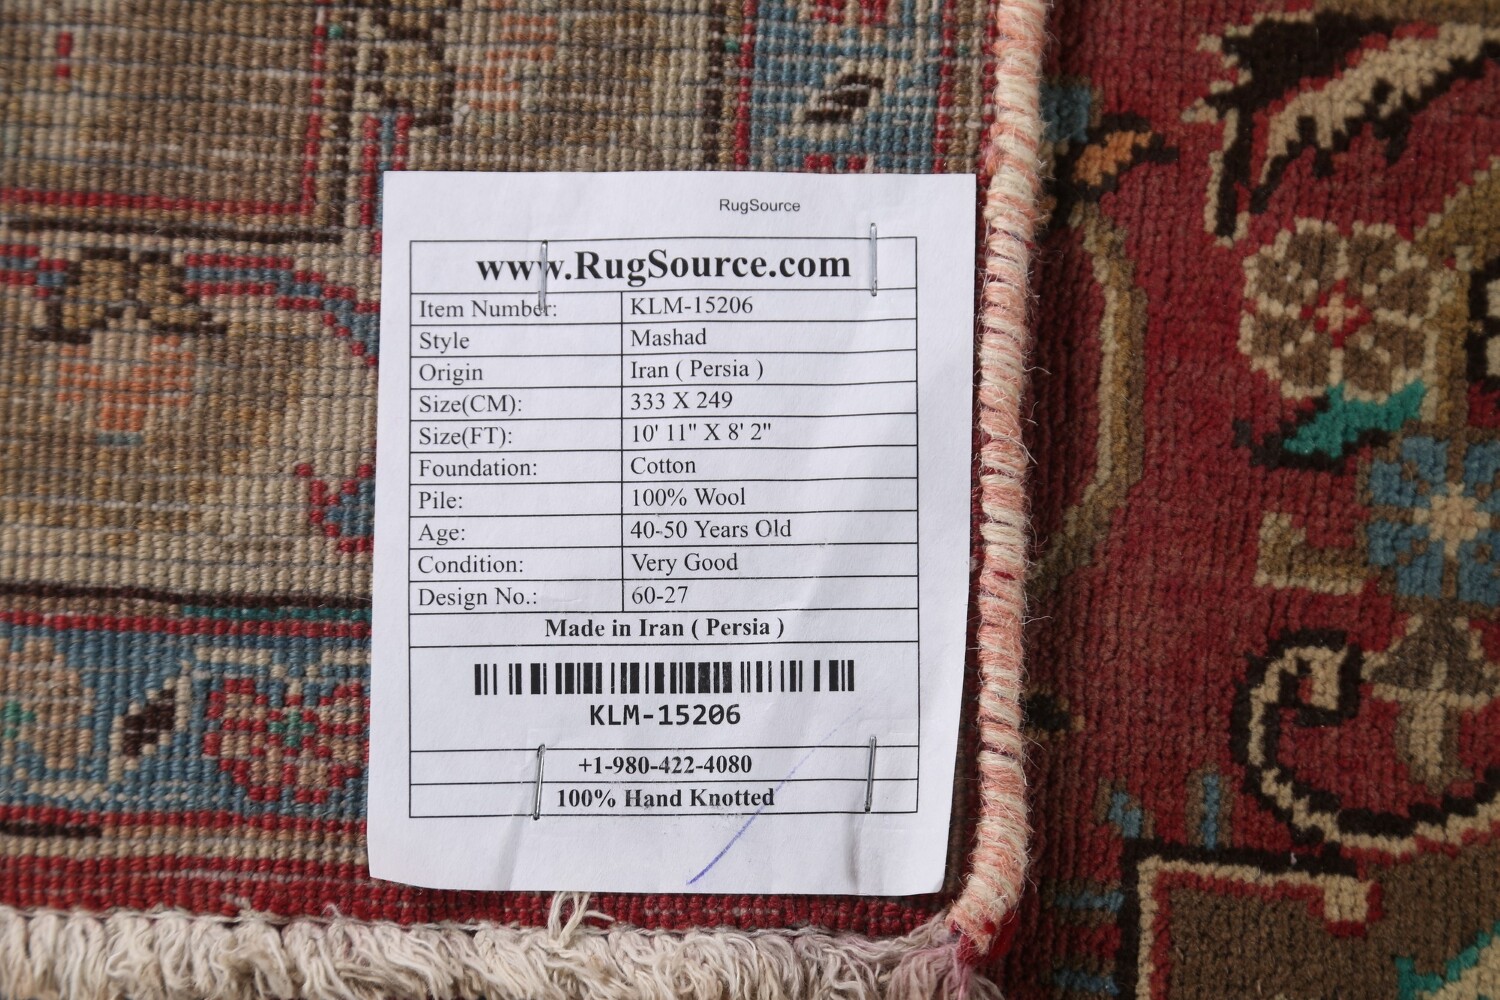 RugSource
www.RugSource.com
Item Number: KLM-15206
Style Mashad
Origin Iran ( Persia )
Size(CM): 333 X 249
Size(FT): 10' 11" X 8' 2"
Foundation: Cotton
Pile: 100% Wool
Age: 40-50 Years Old
Condition: Very Good
Design No.: 60-27
Made in Iran ( Persia )
KLM-15206
+1-980-422-4080
100% Hand Knotted